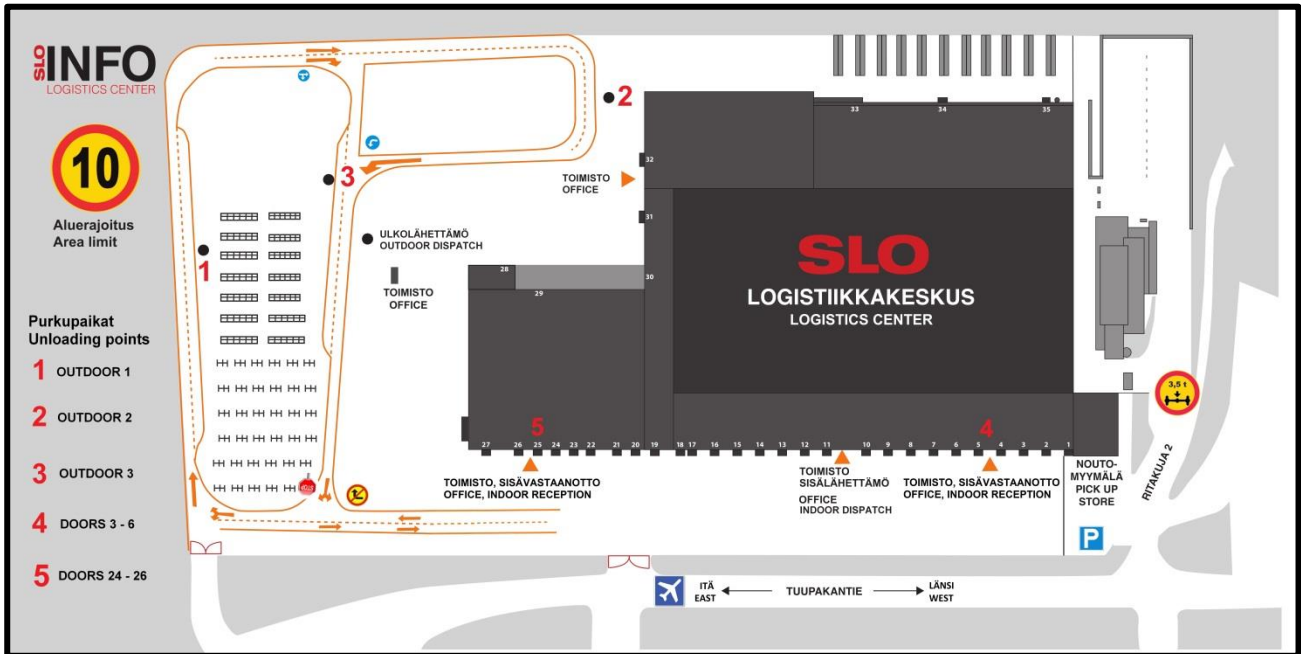 SLO INFO
LOGISTICS CENTER
10
Aluerajoitus
Area limit
Purkupaikat
Unloading points
1 OUTDOOR 1
2 OUTDOOR 2
3 OUTDOOR 3
4 DOORS 3 - 6
5 DOORS 24 - 26
1
2
3
ULKOLÄHETTÄMÖ
OUTDOOR DISPATCH
TOIMISTO
OFFICE
TOIMISTO
OFFICE
32
31
30
28
29
33
34
35
SLO
LOGISTIIKKAKESKUS
LOGISTICS CENTER
5
4
27 26 25 24 23 22 21 20 19 18 17 16 15 14 13 12 11 10 9 8 7 6 5 4 3 2 1
TOIMISTO, SISÄVASTAANOTTO
OFFICE, INDOOR RECEPTION
TOIMISTO
SISÄLÄHETTÄMÖ
OFFICE
INDOOR DISPATCH
TOIMISTO, SISÄVASTAANOTTO
OFFICE, INDOOR RECEPTION
NOUTO-
MYYMÄLÄ
PICK UP
STORE
P
3,5 t
RITAKUJA 2
ITÄ
EAST
TUUPAKANTIE
LÄNSI
WEST